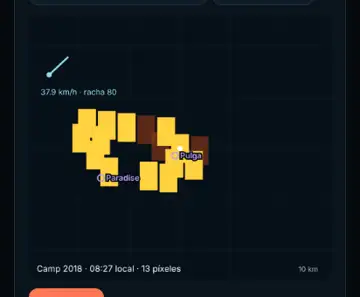 37.9 km/h · racha 80
Pulga
Paradise
Camp 2018 · 08:27 local · 13 píxeles
10 km